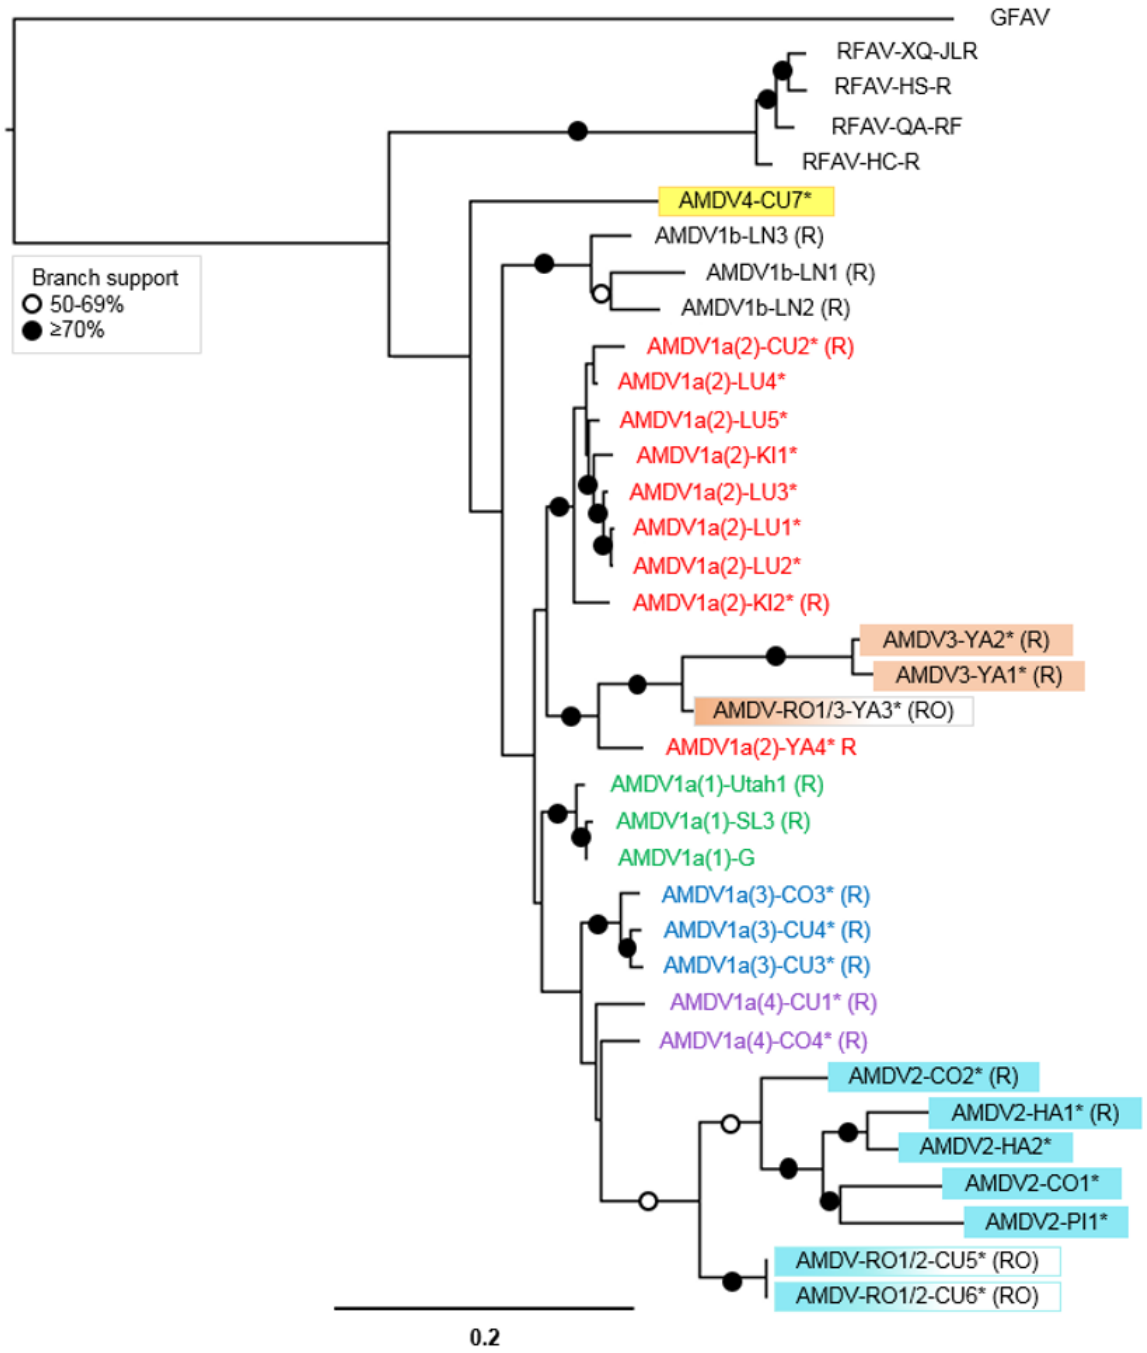 GFAV
RFAV-XQ-JLR
RFAV-HS-R
RFAV-QA-RF
RFAV-HC-R
AMDV4-CU7*
AMDV1b-LN3 (R)
Branch support
AMDV1b-LN1 (R)
50-69%
AMDV1b-LN2 (R)
≥70%
AMDV1a(2)-CU2* (R)
AMDV1a(2)-LU4*
AMDV1a(2)-LU5*
AMDV1a(2)-KI1*
AMDV1a(2)-LU3*
AMDV1a(2)-LU1*
AMDV1a(2)-LU2*
AMDV1a(2)-KI2* (R)
AMDV3-YA2* (R)
AMDV3-YA1* (R)
AMDV-RO1/3-YA3* (RO)
AMDV1a(2)-YA4* R
AMDV1a(1)-Utah1 (R)
AMDV1a(1)-SL3 (R)
AMDV1a(1)-G
AMDV1a(3)-CO3* (R)
AMDV1a(3)-CU4* (R)
AMDV1a(3)-CU3* (R)
AMDV1a(4)-CU1* (R)
AMDV1a(4)-CO4* (R)
AMDV2-CO2* (R)
AMDV2-HA1* (R)
AMDV2-HA2*
AMDV2-CO1*
AMDV2-PI1*
AMDV-RO1/2-CU5* (RO)
AMDV-RO1/2-CU6* (RO)
0.2